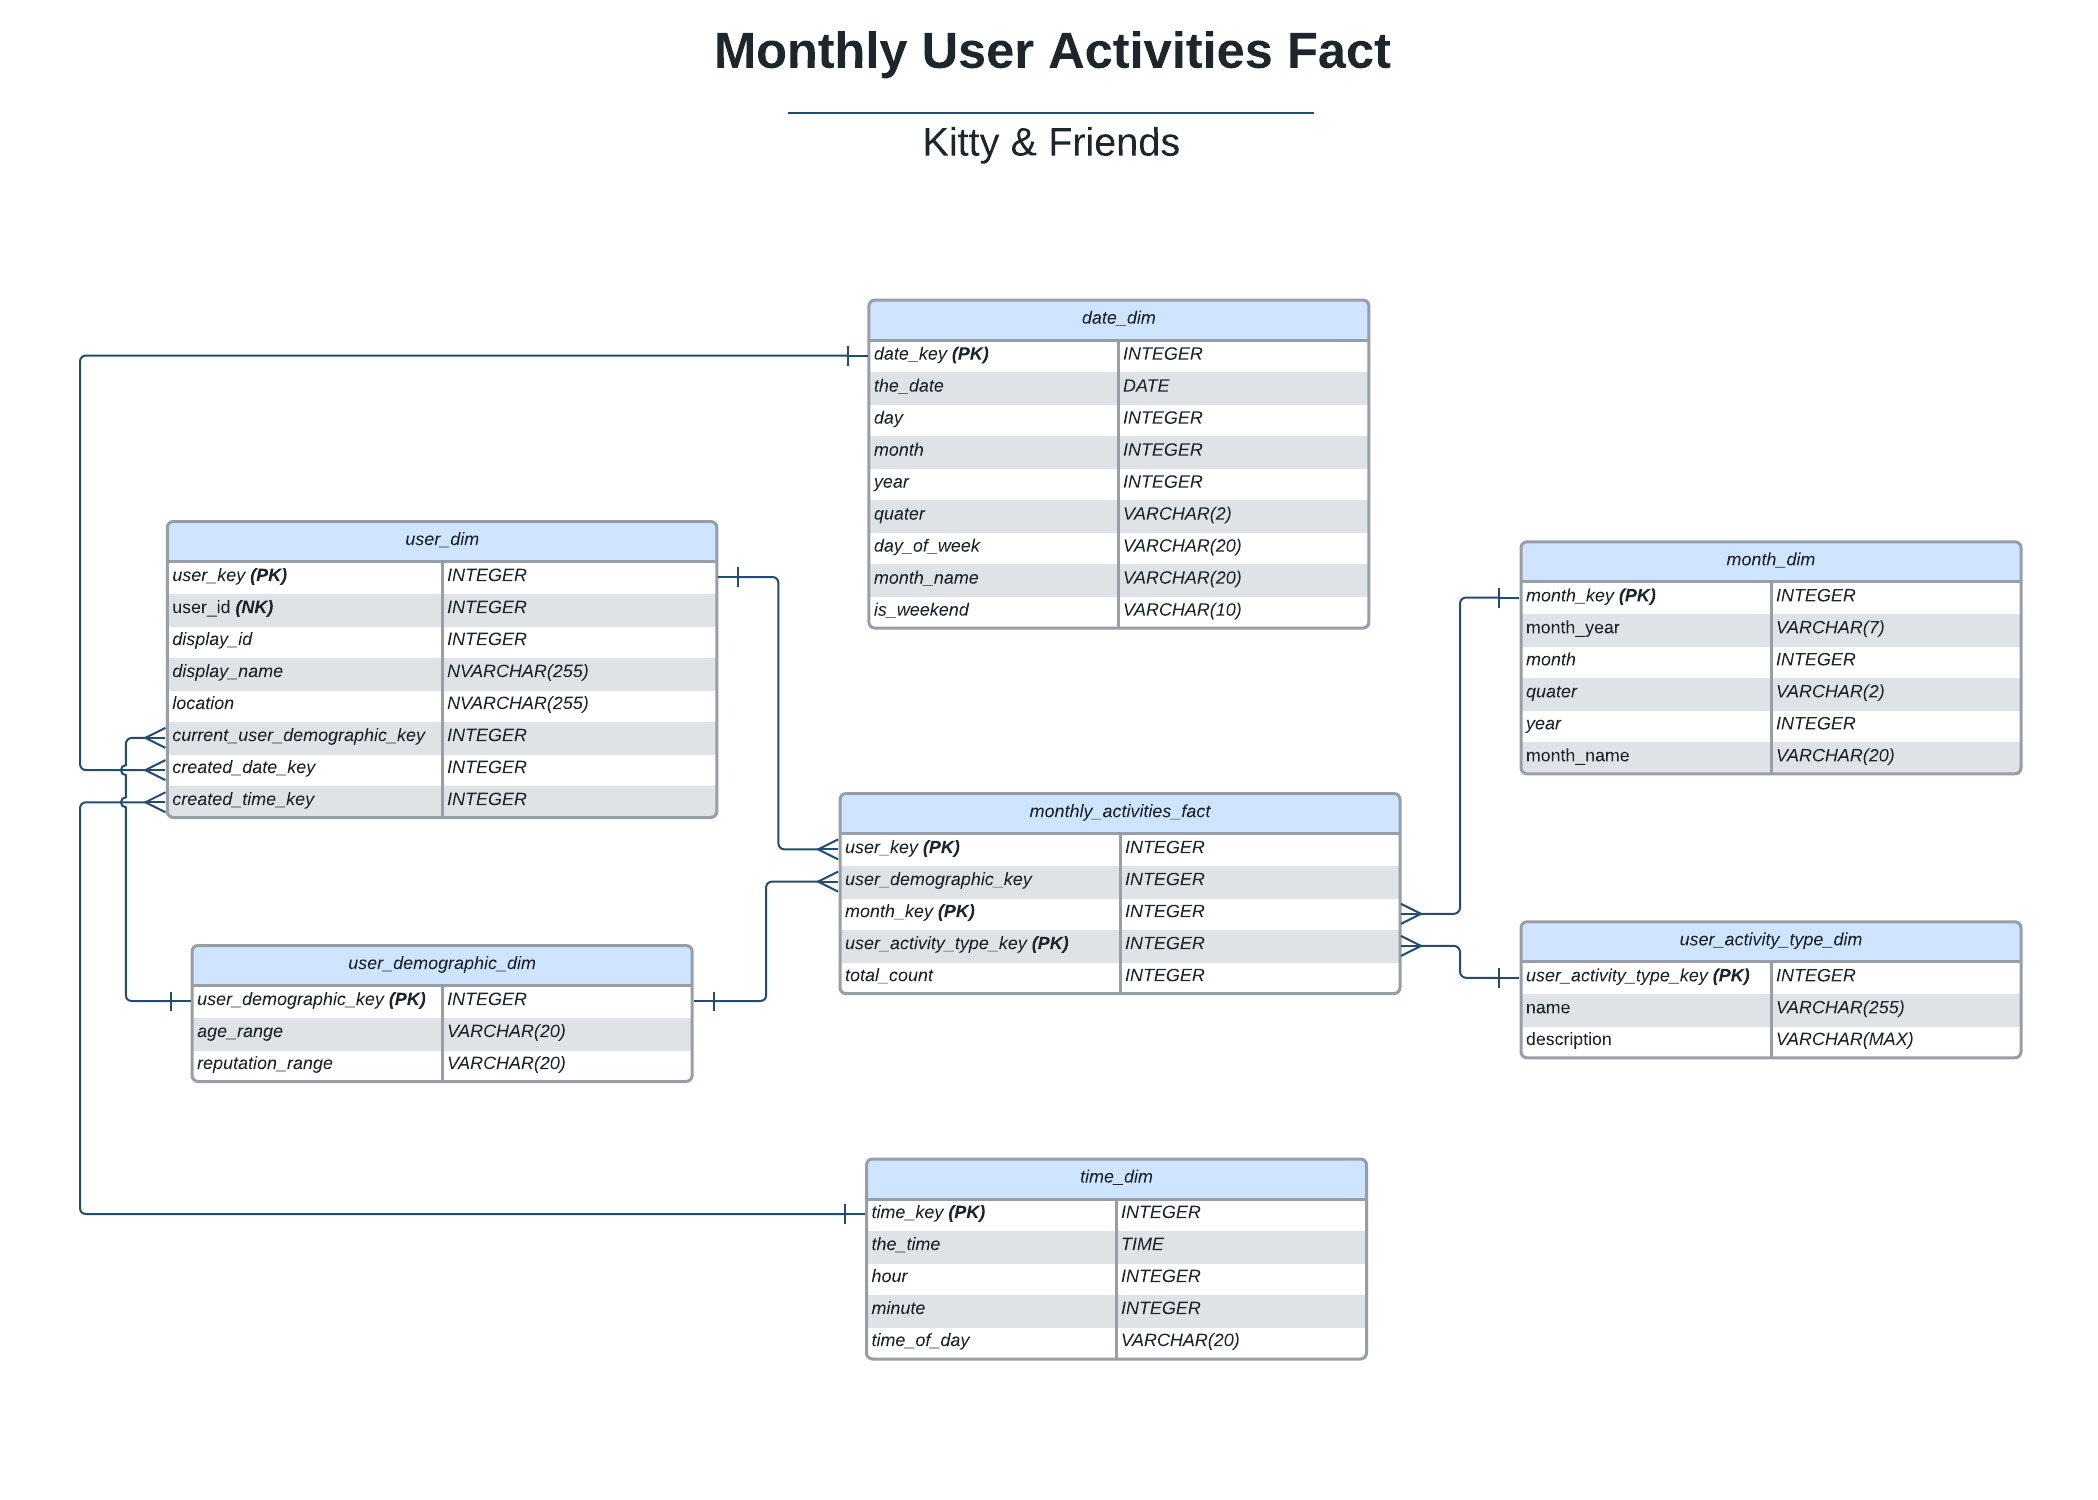 Monthly User Activities Fact
Kitty & Friends
date_dim
date_key (PK) INTEGER
the_date DATE
day INTEGER
month INTEGER
year INTEGER
quater VARCHAR(2)
day_of_week VARCHAR(20)
month_name VARCHAR(20)
is_weekend VARCHAR(10)
user_dim
user_key (PK) INTEGER
user_id (NK) INTEGER
display_id INTEGER
display_name NVARCHAR(255)
location NVARCHAR(255)
current_user_demographic_key INTEGER
created_date_key INTEGER
created_time_key INTEGER
month_dim
month_key (PK) INTEGER
month_year VARCHAR(7)
month INTEGER
quater VARCHAR(2)
year INTEGER
month_name VARCHAR(20)
monthly_activities_fact
user_key (PK) INTEGER
user_demographic_key INTEGER
month_key (PK) INTEGER
user_activity_type_key (PK) INTEGER
total_count INTEGER
user_activity_type_dim
user_activity_type_key (PK) INTEGER
name VARCHAR(255)
description VARCHAR(MAX)
user_demographic_dim
user_demographic_key (PK) INTEGER
age_range VARCHAR(20)
reputation_range VARCHAR(20)
time_dim
time_key (PK) INTEGER
the_time TIME
hour INTEGER
minute INTEGER
time_of_day VARCHAR(20)